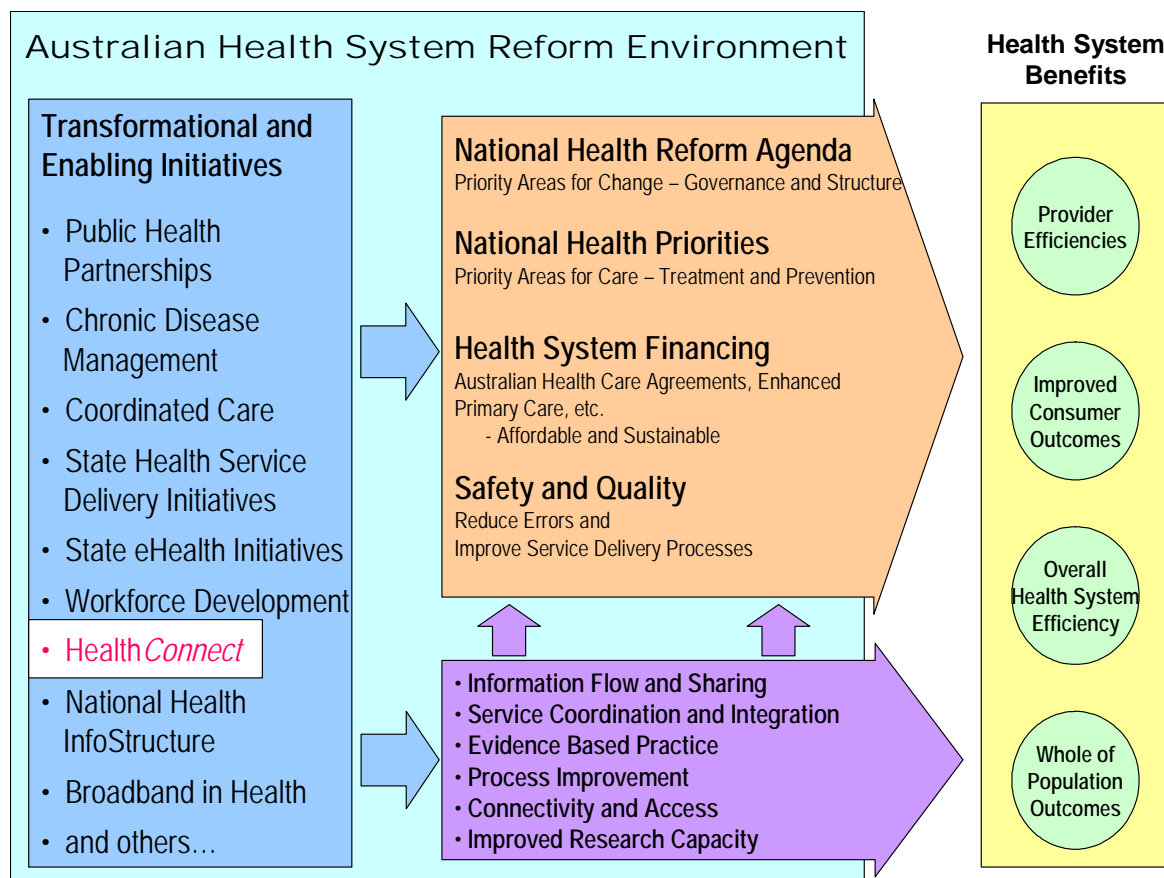 Australian Health System Reform Environment
Transformational and
Enabling Initiatives
• Public Health
Partnerships
• Chronic Disease
Management
• Coordinated Care
• State Health Service
Delivery Initiatives
• State eHealth Initiatives
• Workforce Development
• HealthConnect
• National Health
InfoStructure
• Broadband in Health
• and others…
National Health Reform Agenda
Priority Areas for Change – Governance and Structure
National Health Priorities
Priority Areas for Care – Treatment and Prevention
Health System Financing
Australian Health Care Agreements, Enhanced
Primary Care, etc.
- Affordable and Sustainable
Safety and Quality
Reduce Errors and
Improve Service Delivery Processes
• Information Flow and Sharing
• Service Coordination and Integration
• Evidence Based Practice
• Process Improvement
• Connectivity and Access
• Improved Research Capacity
Health System
Benefits
Provider
Efficiencies
Improved
Consumer
Outcomes
Overall
Health System
Efficiency
Whole of
Population
Outcomes